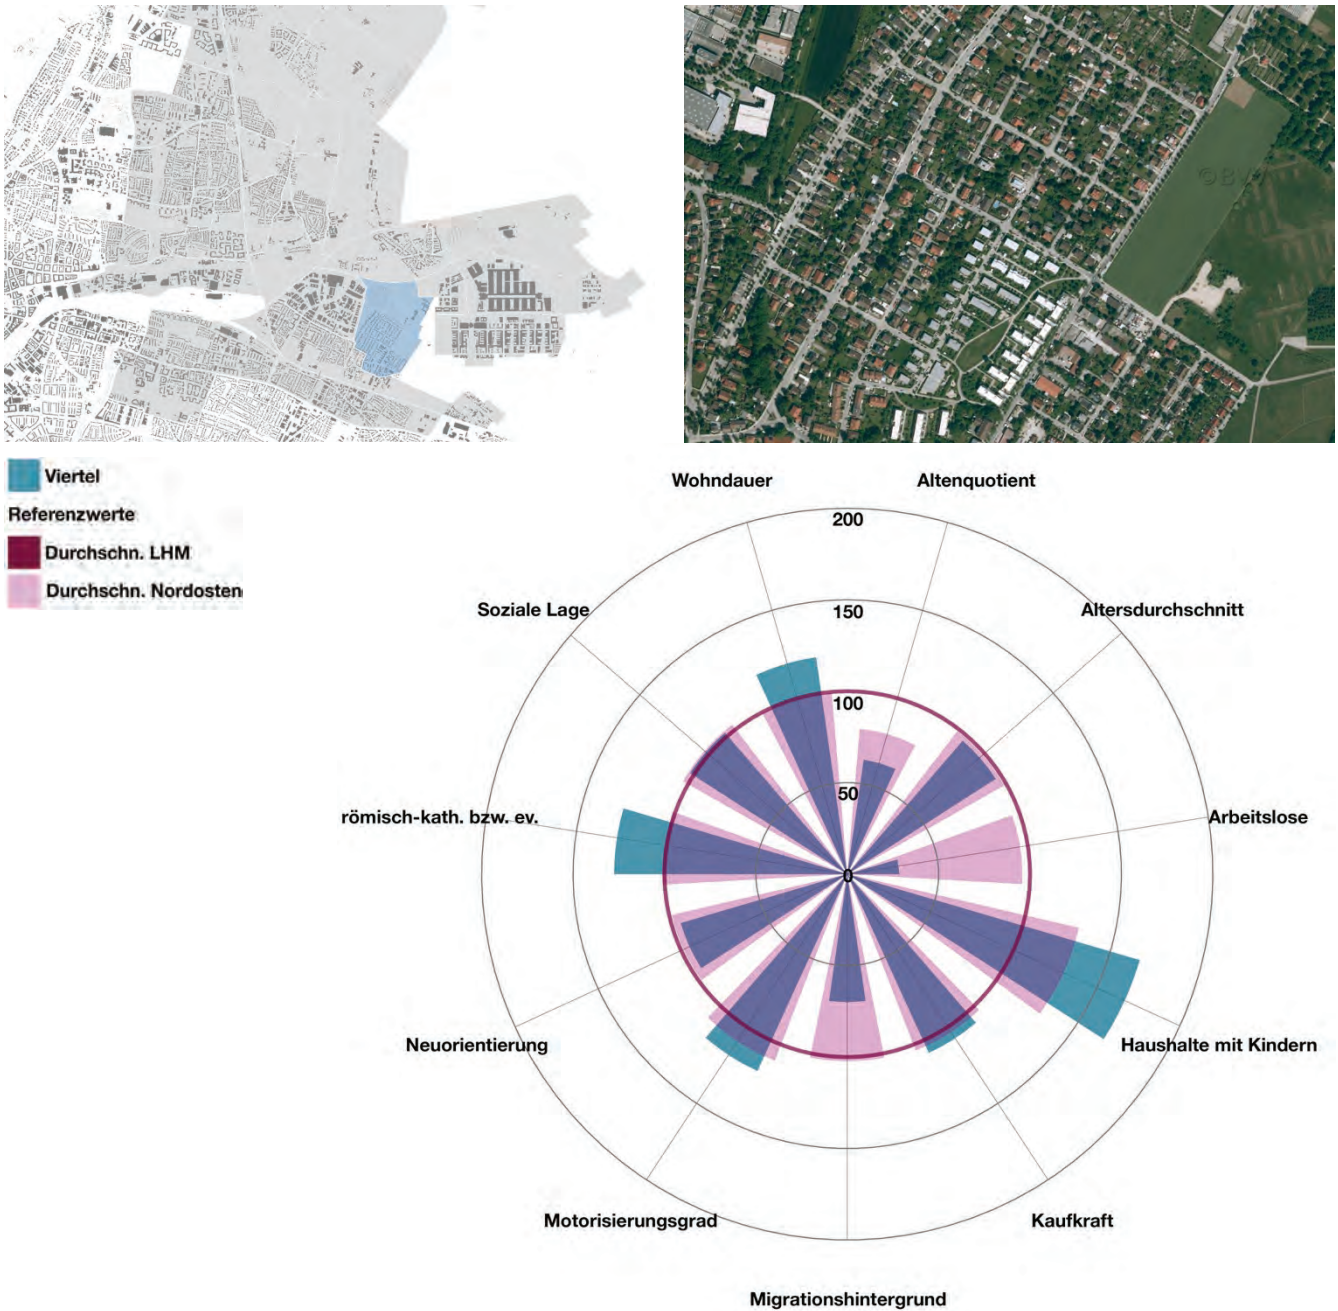 ©BV
Viertel
Referenzwerte
Durchschn. LHM
Durchschn. Nordosten
Wohndauer
Altenquotient
200
Soziale Lage
150
Altersdurchschnitt
100
50
römisch-kath. bzw. ev.
Arbeitslose
0
Neuorientierung
Haushalte mit Kindern
Motorisierungsgrad
Kaufkraft
Migrationshintergrund